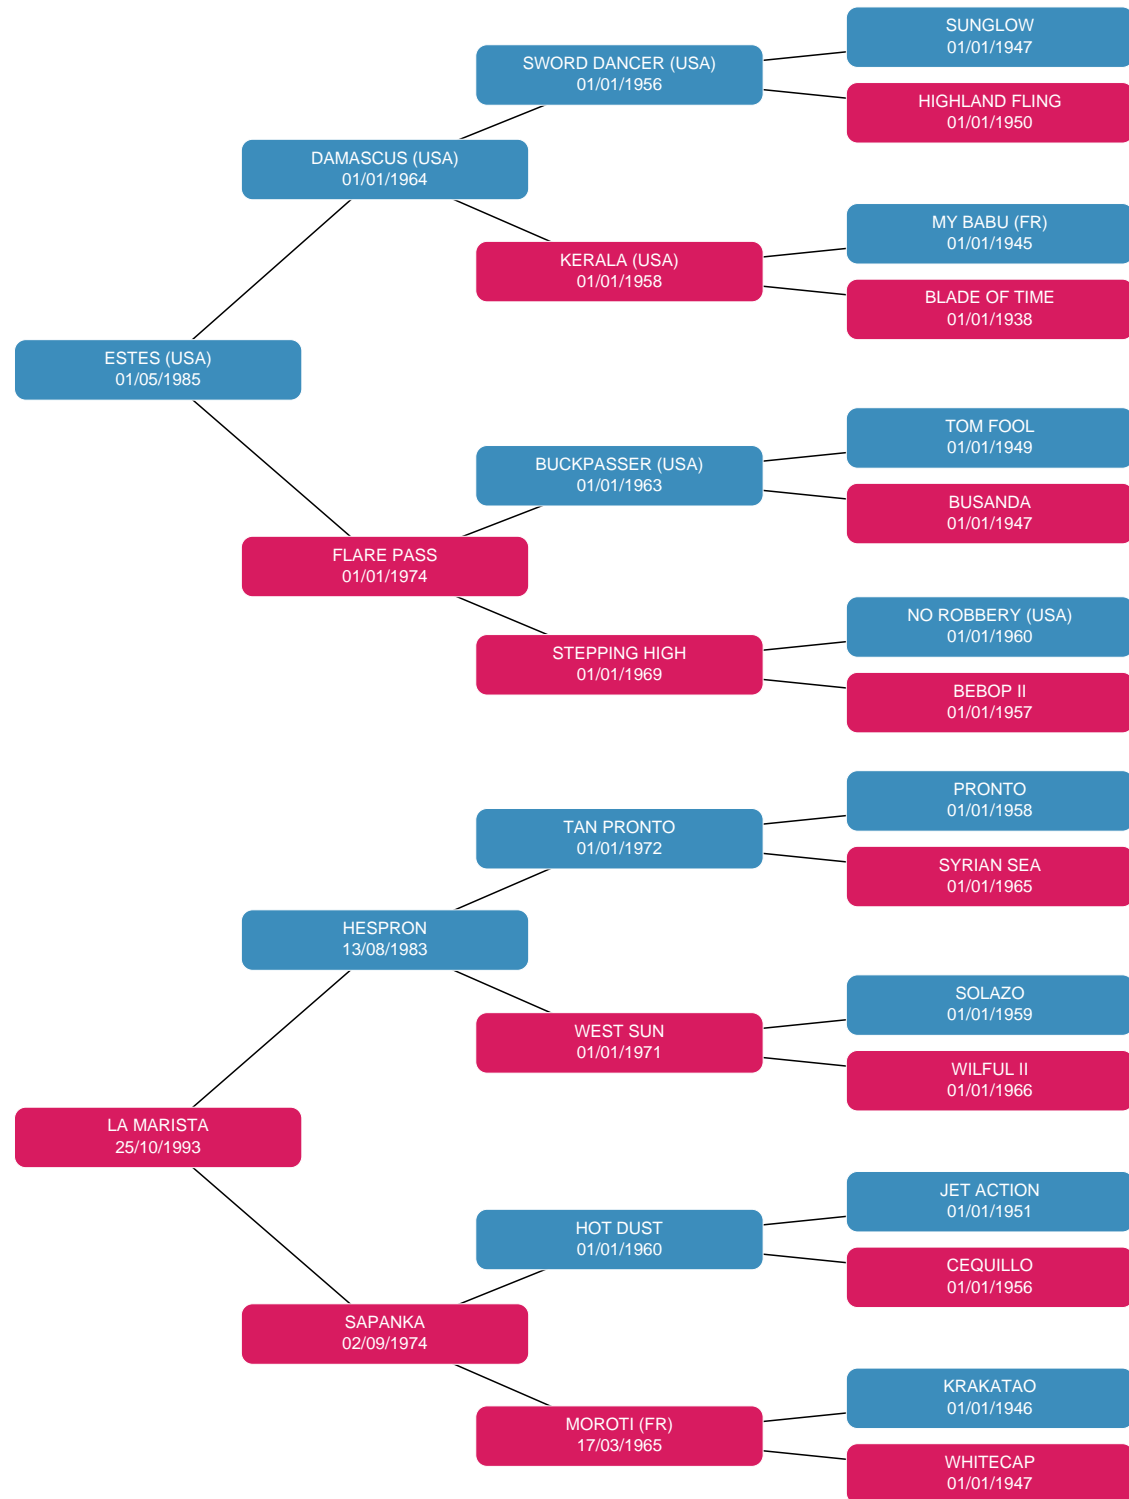 SUNGLOW
01/01/1947
SWORD DANCER (USA)
01/01/1956
HIGHLAND FLING
01/01/1950
DAMASCUS (USA)
01/01/1964
MY BABU (FR)
01/01/1945
KERALA (USA)
01/01/1958
BLADE OF TIME
01/01/1938
ESTES (USA)
01/05/1985
TOM FOOL
01/01/1949
BUCKPASSER (USA)
01/01/1963
BUSANDA
01/01/1947
FLARE PASS
01/01/1974
NO ROBBERY (USA)
01/01/1960
STEPPING HIGH
01/01/1969
BEBOP II
01/01/1957
PRONTO
01/01/1958
TAN PRONTO
01/01/1972
SYRIAN SEA
01/01/1965
HESPRON
13/08/1983
SOLAZO
01/01/1959
WEST SUN
01/01/1971
WILFUL II
01/01/1966
LA MARISTA
25/10/1993
JET ACTION
01/01/1951
HOT DUST
01/01/1960
CEQUILLO
01/01/1956
SAPANKA
02/09/1974
KRAKATAO
01/01/1946
MOROTI (FR)
17/03/1965
WHITECAP
01/01/1947